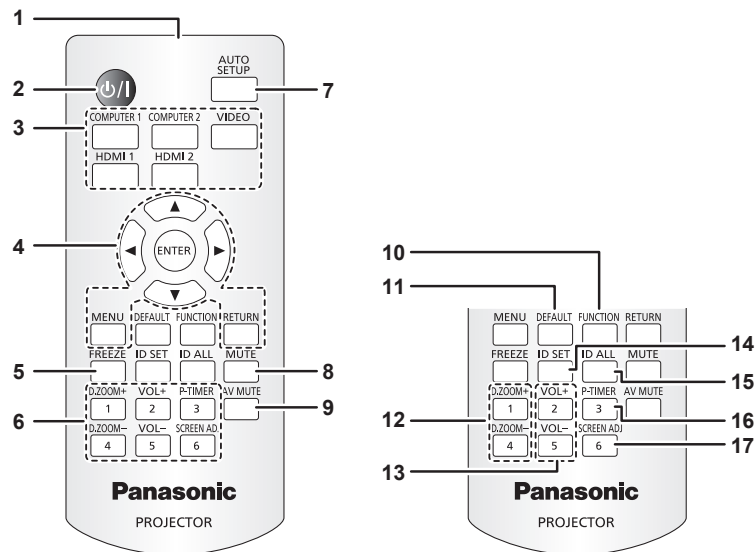 1
2
⏻/|
AUTO
SETUP
7
3
COMPUTER 1 COMPUTER 2 VIDEO
HDMI 1 HDMI 2
4
ENTER
MENU DEFAULT FUNCTION RETURN
5
FREEZE ID SET ID ALL MUTE
8
6
D.ZOOM+ VOL+ P-TIMER AV MUTE
1 2 3
9
D.ZOOM− VOL− SCREEN AD
4 5 6
Panasonic
PROJECTOR
10
11
MENU DEFAULT FUNCTION RETURN
14
FREEZE ID SET ID ALL MUTE
15
12
D.ZOOM+ VOL+ P-TIMER AV MUTE
1 2 3
16
D.ZOOM− VOL− SCREEN ADJ
4 5 6
17
13
Panasonic
PROJECTOR